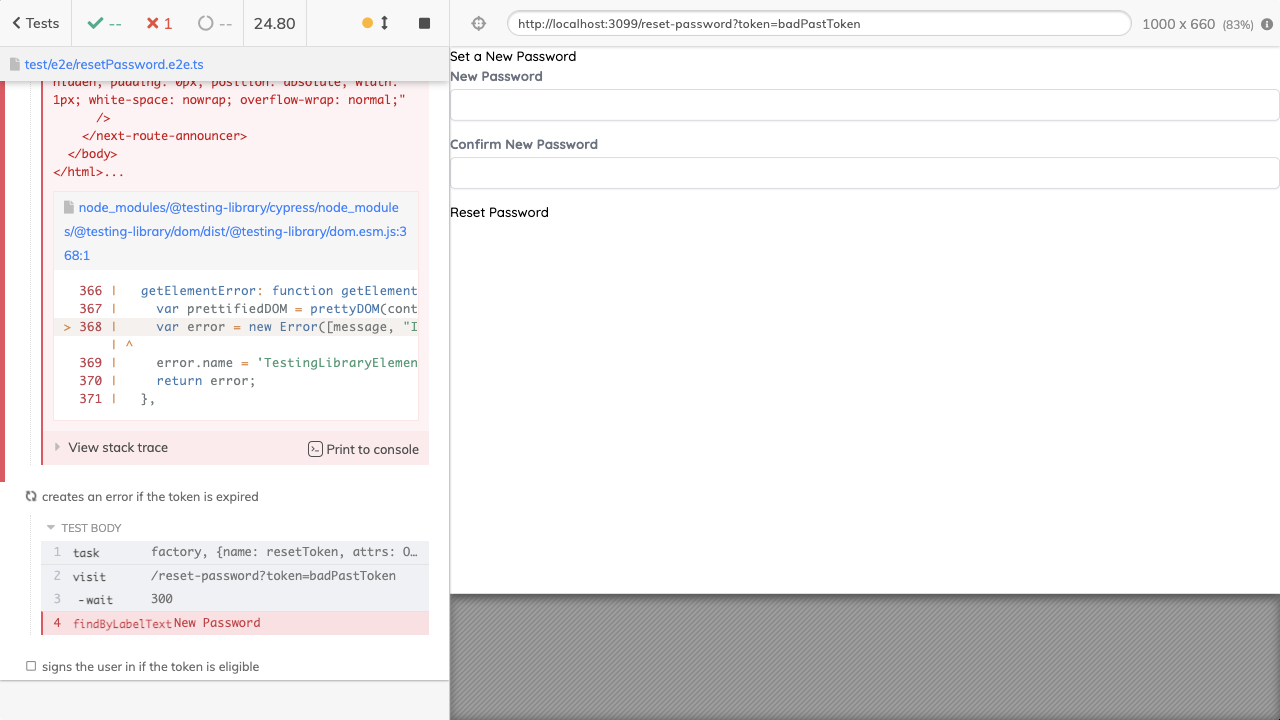 Tests
--
1
--
24.80
http://localhost:3099/reset-password?token=badPastToken
1000 x 660 (83%)
test/e2e/resetPassword.e2e.ts
hidden; padding: 0px; position: absolute; width:
1px; white-space: nowrap; overflow-wrap: normal;"
/>
</next-route-announcer>
</body>
</html>...
node_modules/@testing-library/cypress/node_module
s/@testing-library/dom/dist/@testing-library/dom.esm.js:3
68:1
366 | getElementError: function getElement
367 | var prettifiedDOM = prettyDOM(cont
> 368 | var error = new Error([message, "I
| ^
369 | error.name = 'TestingLibraryElemen
370 | return error;
371 | },
View stack trace
Print to console
creates an error if the token is expired
TEST BODY
1 task factory, {name: resetToken, attrs: O...
2 visit /reset-password?token=badPastToken
3 -wait 300
4 findByLabelText New Password
signs the user in if the token is eligible
Set a New Password
New Password
Confirm New Password
Reset Password